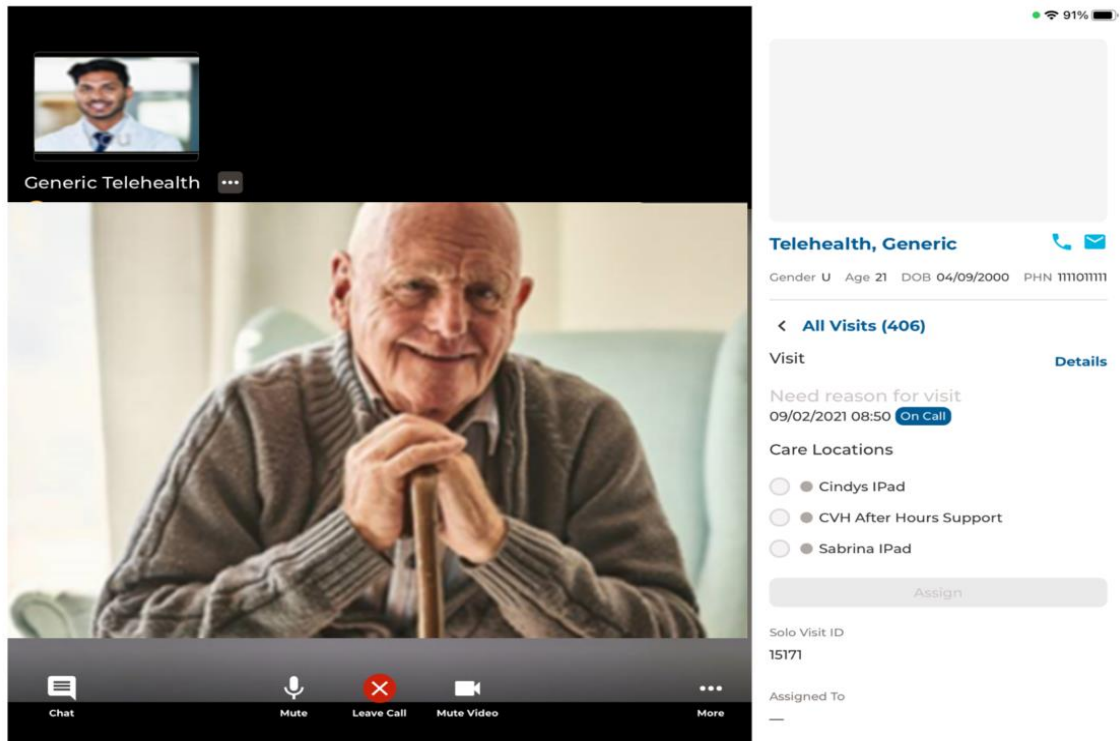 91%
Generic Telehealth
Telehealth, Generic
Gender U Age 21 DOB 04/09/2000 PHN 1111011111
< All Visits (406)
Visit Details
Need reason for visit
09/02/2021 08:50 On Call
Care Locations
Cindys IPad
CVH After Hours Support
Sabrina IPad
Assign
Solo Visit ID
15171
Assigned To
—
Chat Mute Leave Call Mute Video More